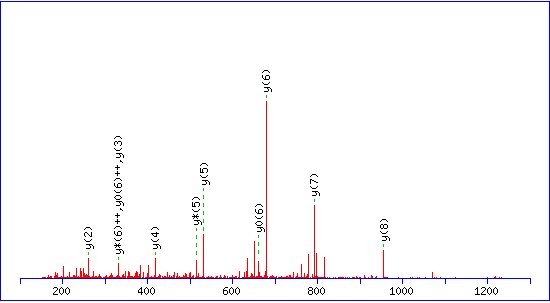 y(2)
y*(6)++,y0(6)++,y(3)
y(4)
y*(5)
y(5)
y0(6)
y(6)
y(7)
y(8)
200 400 600 800 1000 1200